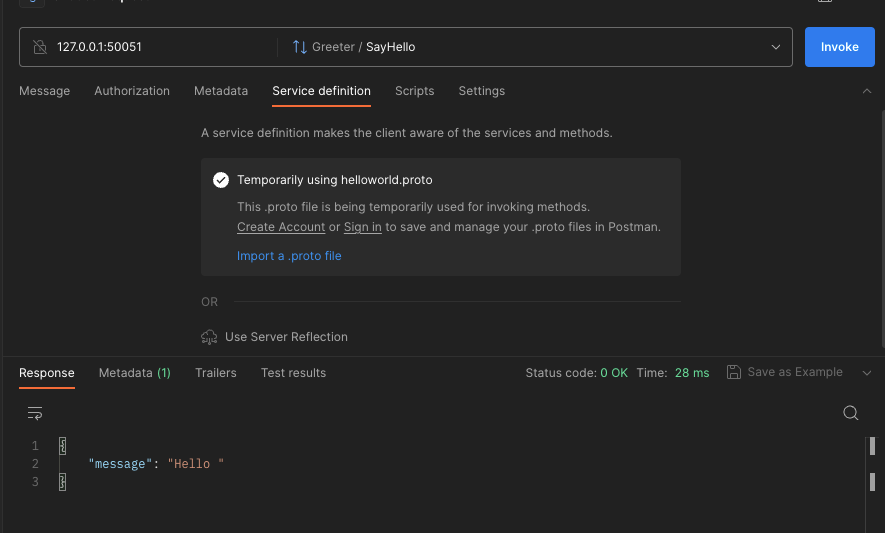 127.0.0.1:50051 Greeter / SayHello Invoke
Message Authorization Metadata Service definition Scripts Settings
A service definition makes the client aware of the services and methods.
Temporarily using helloworld.proto
This .proto file is being temporarily used for invoking methods.
Create Account or Sign in to save and manage your .proto files in Postman.
Import a .proto file
OR
Use Server Reflection
Response Metadata (1) Trailers Test results Status code: 0 OK Time: 28 ms Save as Example
1 {
2 "message": "Hello "
3 }